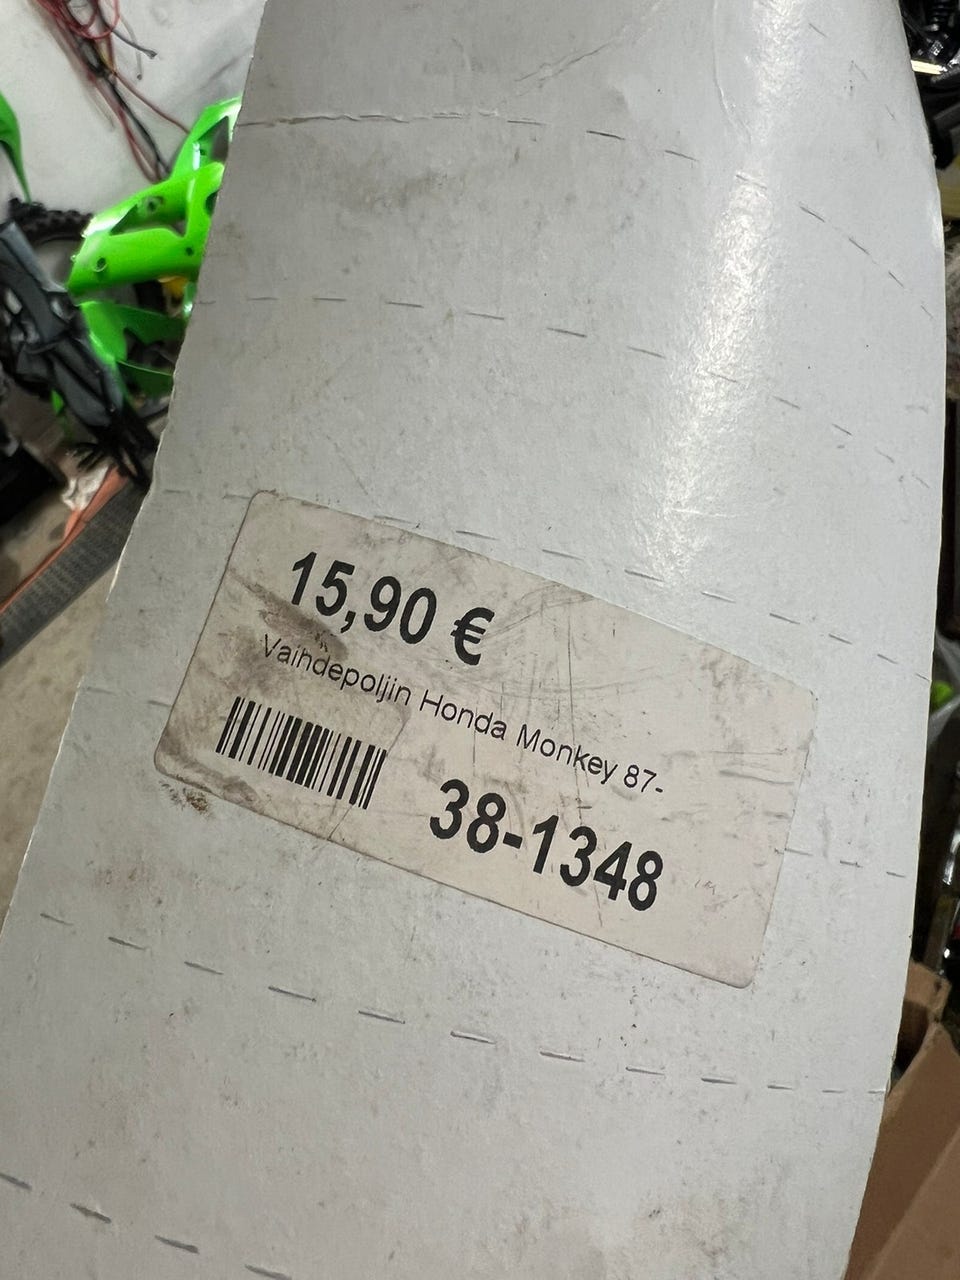 15,90 €
Vaihdepoljin Honda Monkey 87-
38-1348